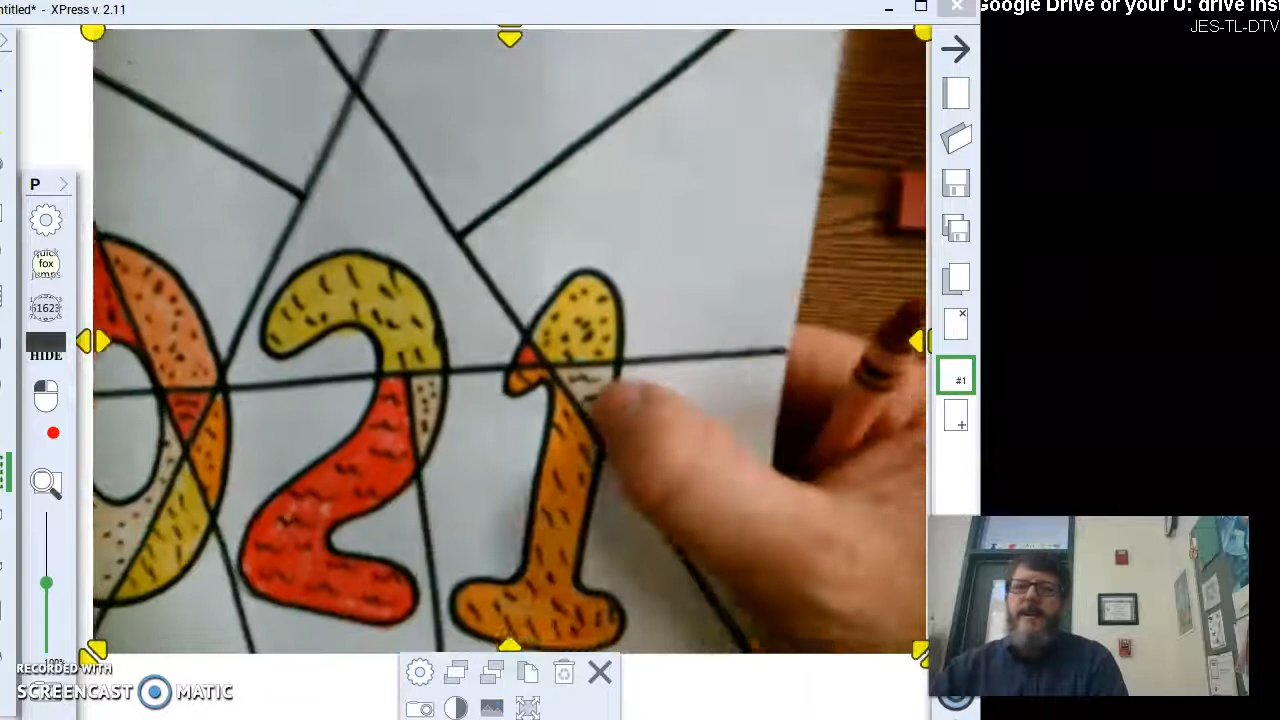 ntitled* - XPress v. 2.11
Google Drive or your U: drive ins
JES-TL-DTV
P
quick
fox
jumps
6162
HIDE
#1
021
RECORDED WITH
SCREENCAST MATIC